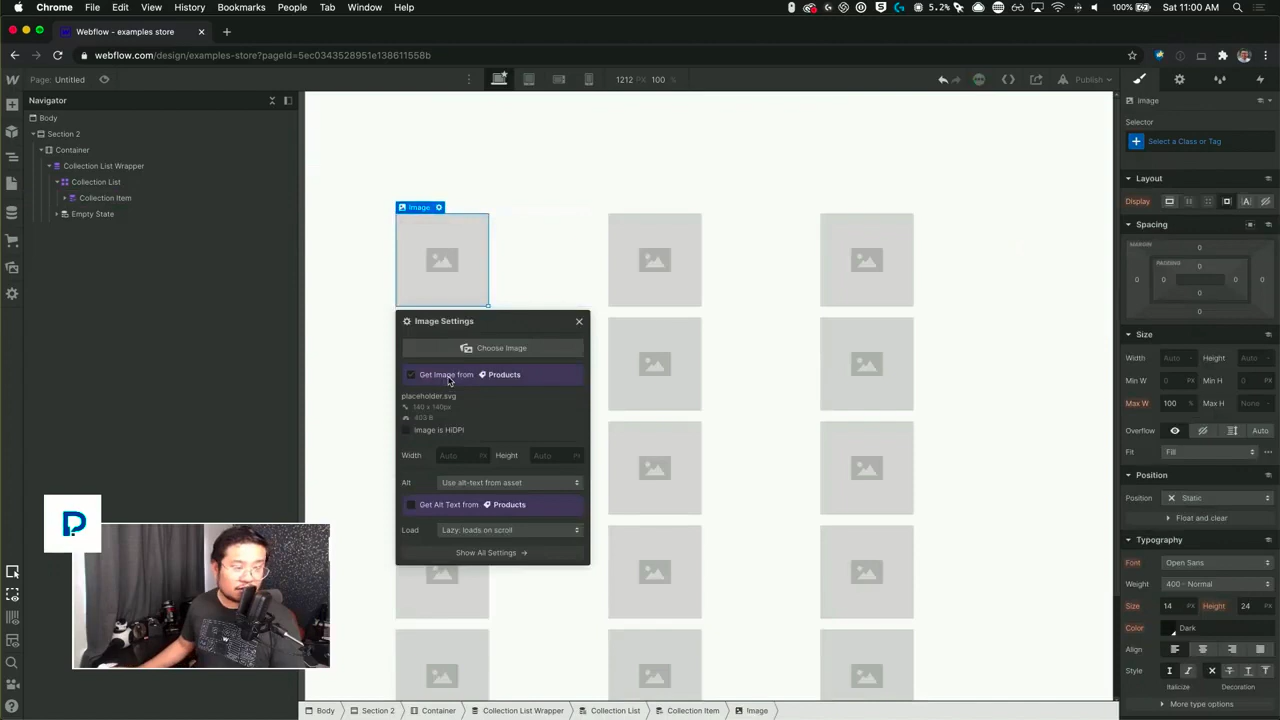 Chrome File Edit View History Bookmarks People Tab Window Help
5.2% 100% Sat 11:00 AM
Webflow - examples store
webflow.com/design/examples-store?pageId=5ec0343528951e138611558b
Page: Untitled
1212 PX 100 %
Publish
Navigator
Body
Section 2
Container
Collection List Wrapper
Collection List
Collection Item
Empty State
Image
Image Settings
Choose Image
Get Image from Products
placeholder.svg
140 x 140px
403 B
Image is HiDPI
Width Auto PX Height Auto PX
Alt Use alt-text from asset
Get Alt Text from Products
Load Lazy: loads on scroll
Show All Settings
Image
Selector
Select a Class or Tag
Layout
Display
Spacing
MARGIN
0
PADDING
0
0 0 0 0
0
0
Size
Width Auto Height Auto
Min W 0 PX Min H 0 PX
Max W 100 % Max H None
Overflow Auto
Fit Fill
Position
Position Static
Float and clear
Typography
Font Open Sans
Weight 400 - Normal
Size 14 PX Height 24 PX
Color Dark
Align
Style
Italicize Decoration
More type options
Body Section 2 Container Collection List Wrapper Collection List Collection Item Image